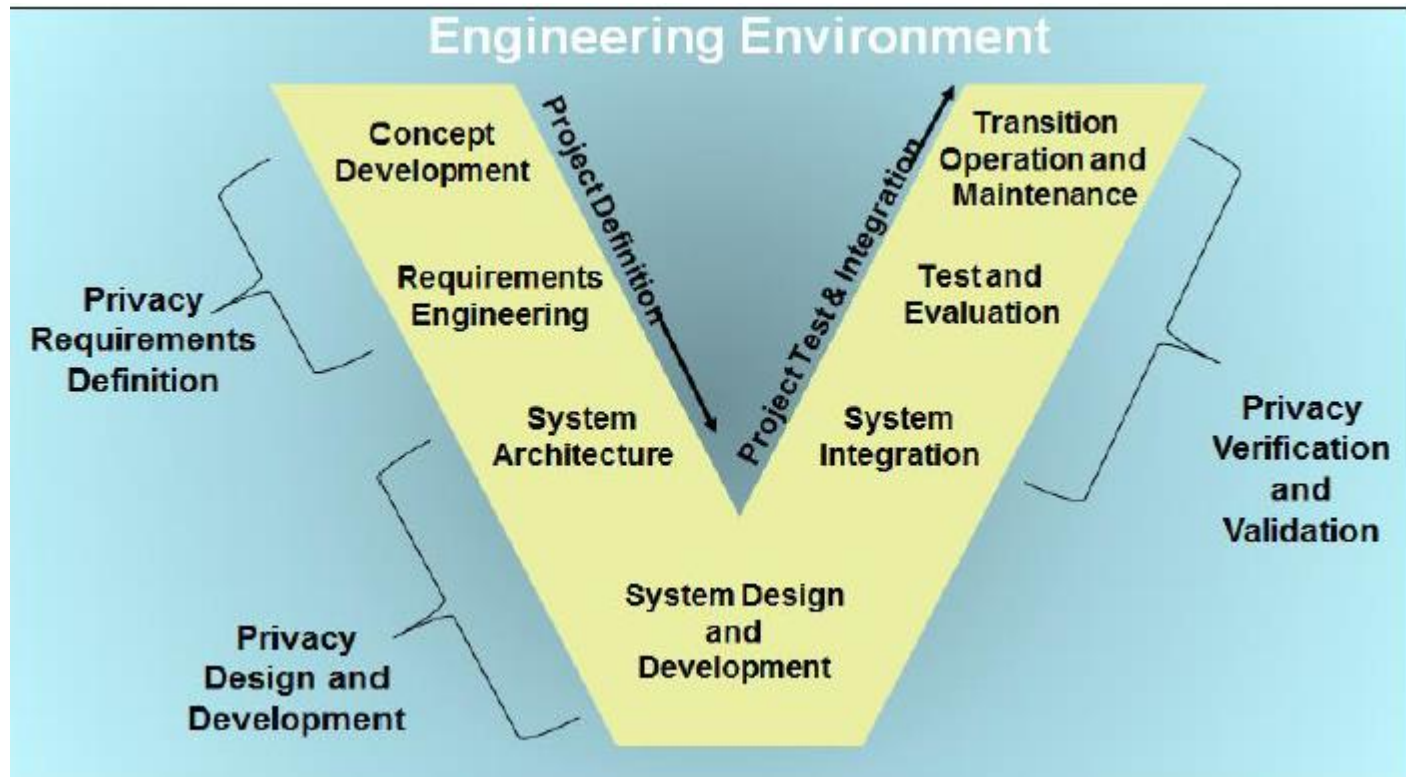 Engineering Environment
Concept
Development
Project Definition
Requirements
Engineering
System
Architecture
Privacy
Requirements
Definition
Privacy
Design and
Development
System Design
and
Development
Project Test & Integration
Transition
Operation and
Maintenance
Test and
Evaluation
System
Integration
Privacy
Verification
and
Validation